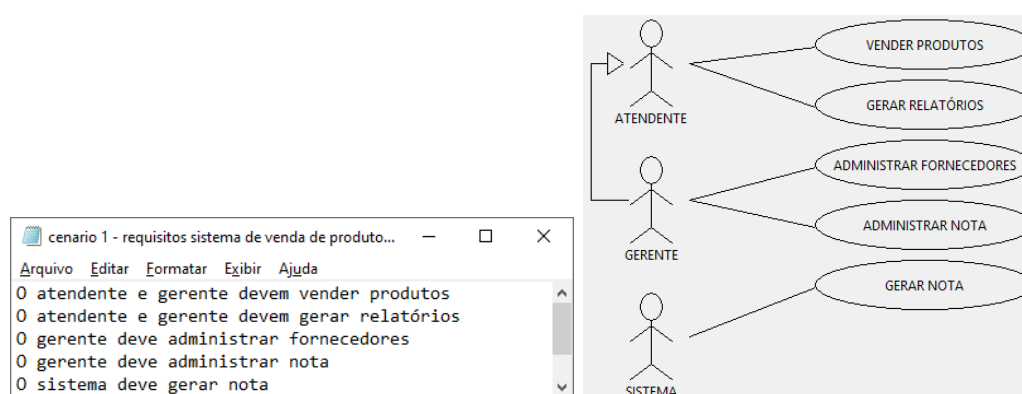 cenario 1 - requisitos sistema de venda de produto...
Arquivo Editar Formatar Exibir Ajuda
O atendente e gerente devem vender produtos
O atendente e gerente devem gerar relatórios
O gerente deve administrar fornecedores
O gerente deve administrar nota
O sistema deve gerar nota
ATENDENTE
GERENTE
SISTEMA
VENDER PRODUTOS
GERAR RELATÓRIOS
ADMINISTRAR FORNECEDORES
ADMINISTRAR NOTA
GERAR NOTA